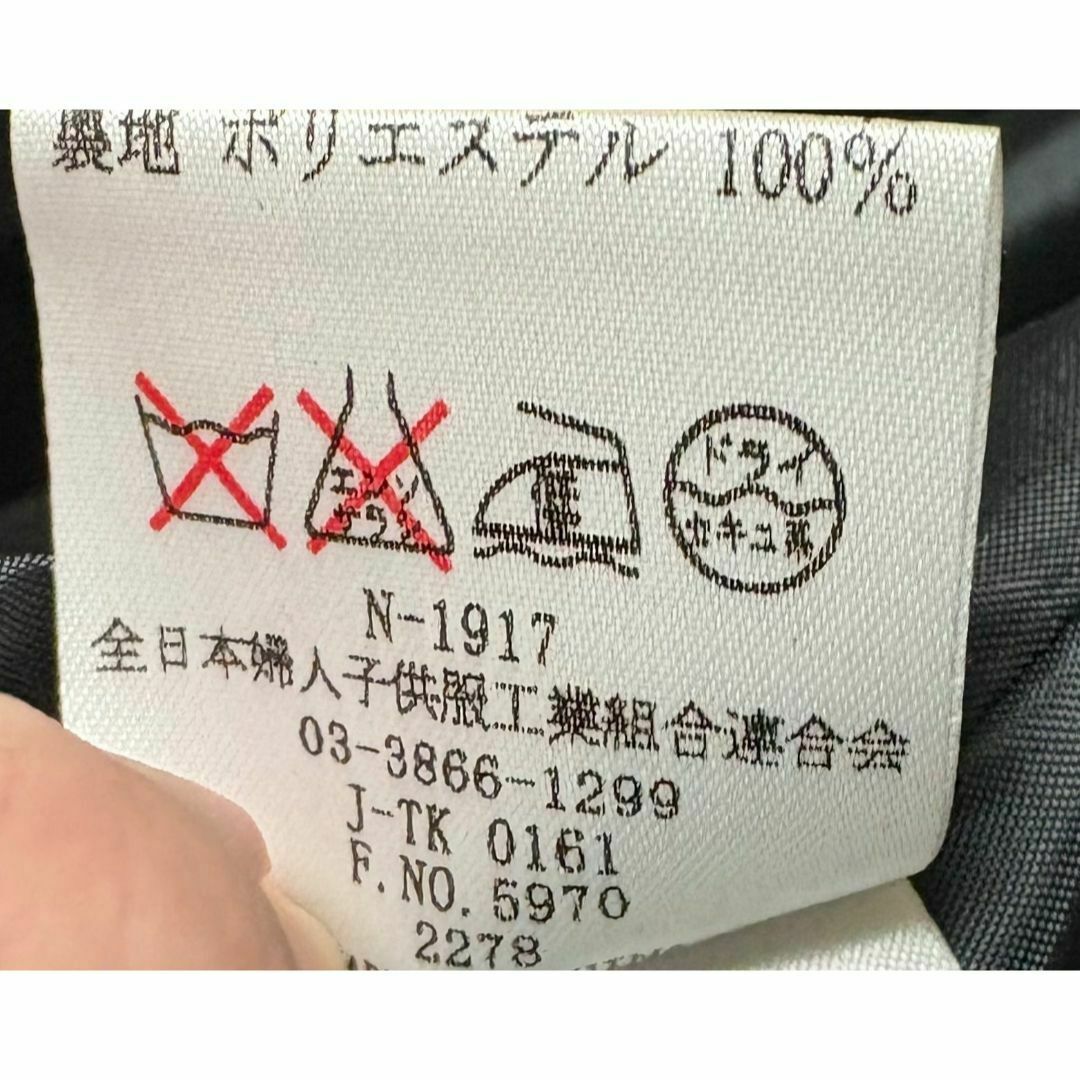 裏地 ポリエステル 100%
エンソ
サラシ
中
ドライ
セキユ系
N-1917
全日本婦人子供服工業組合連合会
03-3866-1299
J-TK 0161
F.NO. 5970
2278